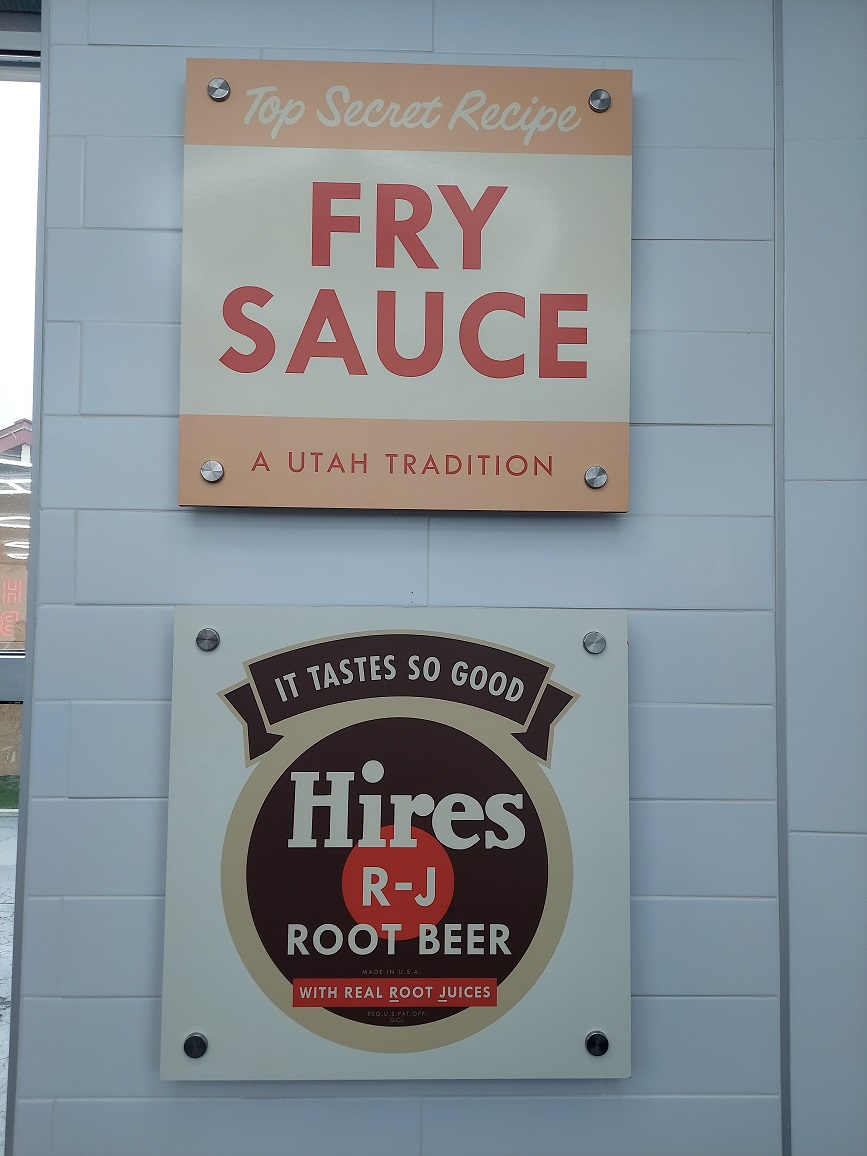 Top Secret Recipe
FRY
SAUCE
A UTAH TRADITION
IT TASTES SO GOOD
Hires
R-J
ROOT BEER
MADE IN U.S.A.
WITH REAL ROOT JUICES
REG.U.S.PAT.OFF.